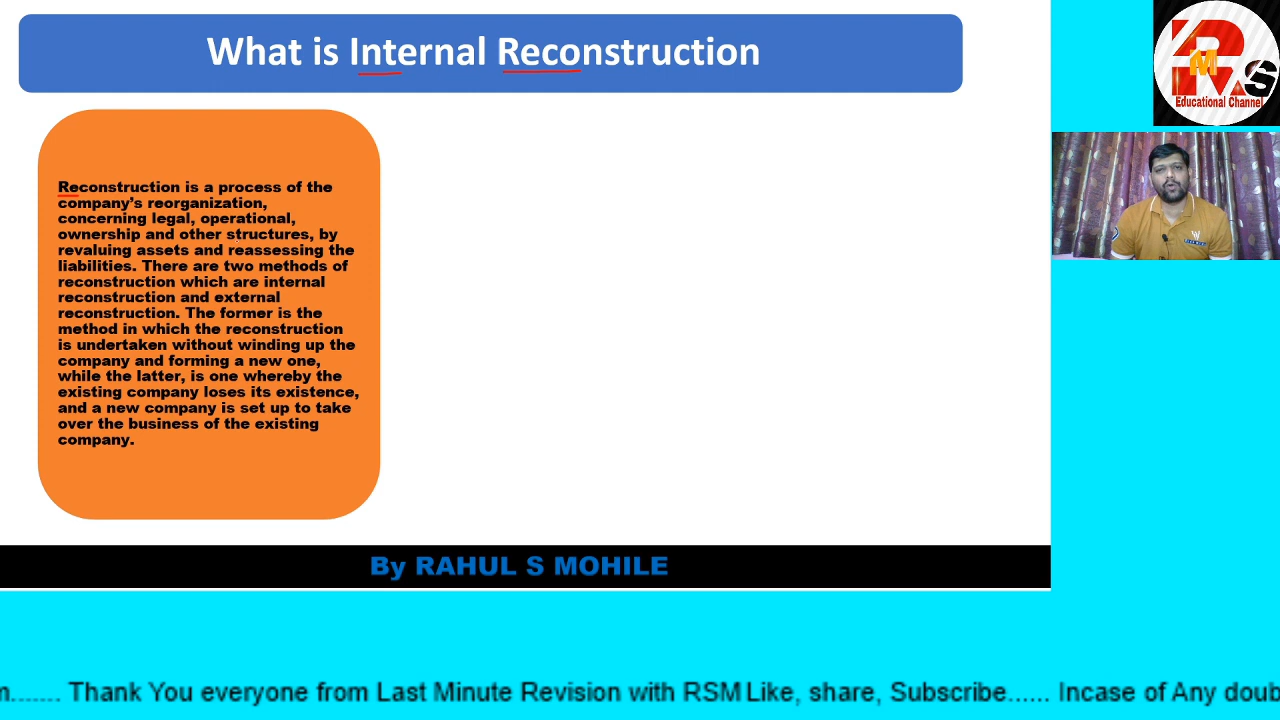 What is Internal Reconstruction
Reconstruction is a process of the
company's reorganization,
concerning legal, operational,
ownership and other structures, by
revaluing assets and reassessing the
liabilities. There are two methods of
reconstruction which are internal
reconstruction and external
reconstruction. The former is the
method in which the reconstruction
is undertaken without winding up the
company and forming a new one,
while the latter, is one whereby the
existing company loses its existence,
and a new company is set up to take
over the business of the existing
company.
By RAHUL S MOHILE
R M S
Educational Channel
m....... Thank You everyone from Last Minute Revision with RSM Like, share, Subscribe...... Incase of Any doub